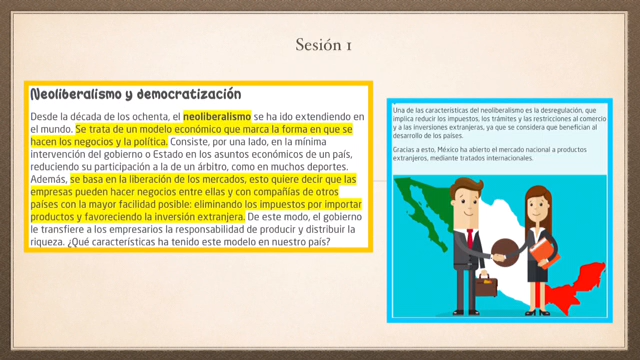 Sesión 1
Neoliberalismo y democratización
Desde la década de los ochenta, el neoliberalismo se ha ido extendiendo en
el mundo. Se trata de un modelo económico que marca la forma en que se
hacen los negocios y la política. Consiste, por una lado, en la mínima
intervención del gobierno o Estado en los asuntos económicos de un país,
reduciendo su participación a la de un árbitro, como en muchos deportes.
Además, se basa en la liberación de los mercados, esto quiere decir que las
empresas pueden hacer negocios entre ellas y con compañías de otros
países con la mayor facilidad posible: eliminando los impuestos por importar
productos y favoreciendo la inversión extranjera. De este modo, el gobierno
le transfiere a los empresarios la responsabilidad de producir y distribuir la
riqueza. ¿Qué características ha tenido este modelo en nuestro país?
Una de las características del neoliberalismo es la desregulación, que
implica reducir los impuestos, los trámites y las restricciones al comercio
y a las inversiones extranjeras, ya que se considera que benefician al
desarrollo de los países.
Gracias a esto, México ha abierto el mercado nacional a productos
extranjeros, mediante tratados internacionales.